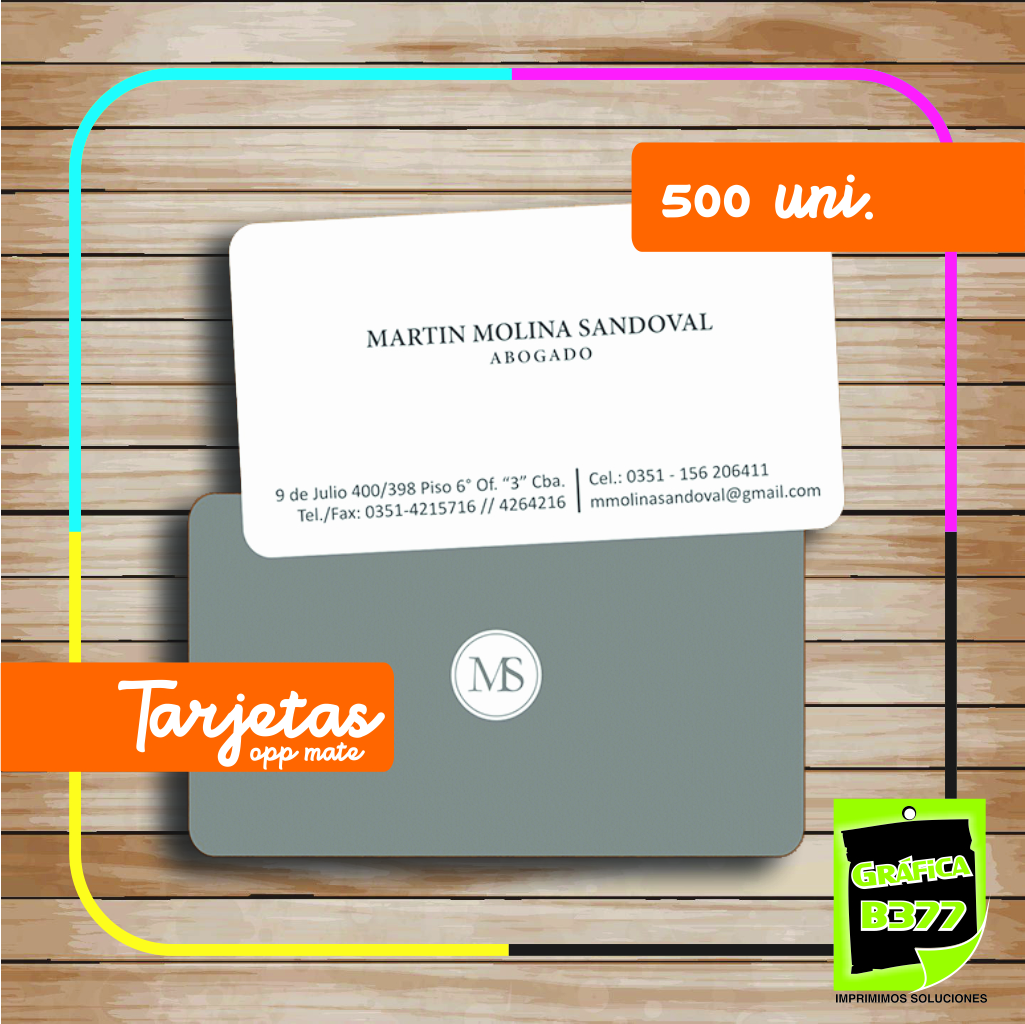 500 uni.
MARTIN MOLINA SANDOVAL
ABOGADO
9 de Julio 400/398 Piso 6° Of. “3” Cba.
Tel./Fax: 0351-4215716 // 4264216
Cel.: 0351 - 156 206411
mmolinasandoval@gmail.com
MS
Tarjetas
opp mate
GRÁFICA
B377
IMPRIMIMOS SOLUCIONES